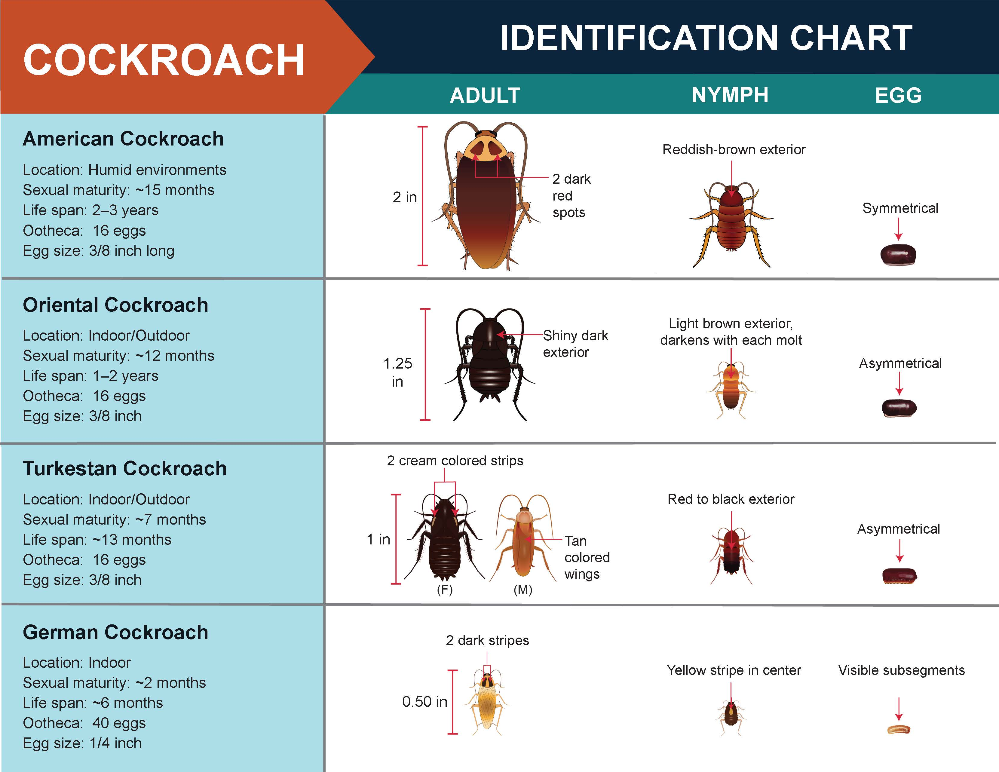 COCKROACH
IDENTIFICATION CHART
ADULT
NYMPH
EGG
American Cockroach
Location: Humid environments
Sexual maturity: ~15 months
Life span: 2–3 years
Ootheca: 16 eggs
Egg size: 3/8 inch long
2 in
2 dark
red
spots
Reddish-brown exterior
Symmetrical
Oriental Cockroach
Location: Indoor/Outdoor
Sexual maturity: ~12 months
Life span: 1–2 years
Ootheca: 16 eggs
Egg size: 3/8 inch
1.25
in
Shiny dark
exterior
Light brown exterior,
darkens with each molt
Asymmetrical
Turkestan Cockroach
Location: Indoor/Outdoor
Sexual maturity: ~7 months
Life span: ~13 months
Ootheca: 16 eggs
Egg size: 3/8 inch
2 cream colored strips
1 in
(F)
(M)
Tan
colored
wings
Red to black exterior
Asymmetrical
German Cockroach
Location: Indoor
Sexual maturity: ~2 months
Life span: ~6 months
Ootheca: 40 eggs
Egg size: 1/4 inch
2 dark stripes
0.50 in
Yellow stripe in center
Visible subsegments